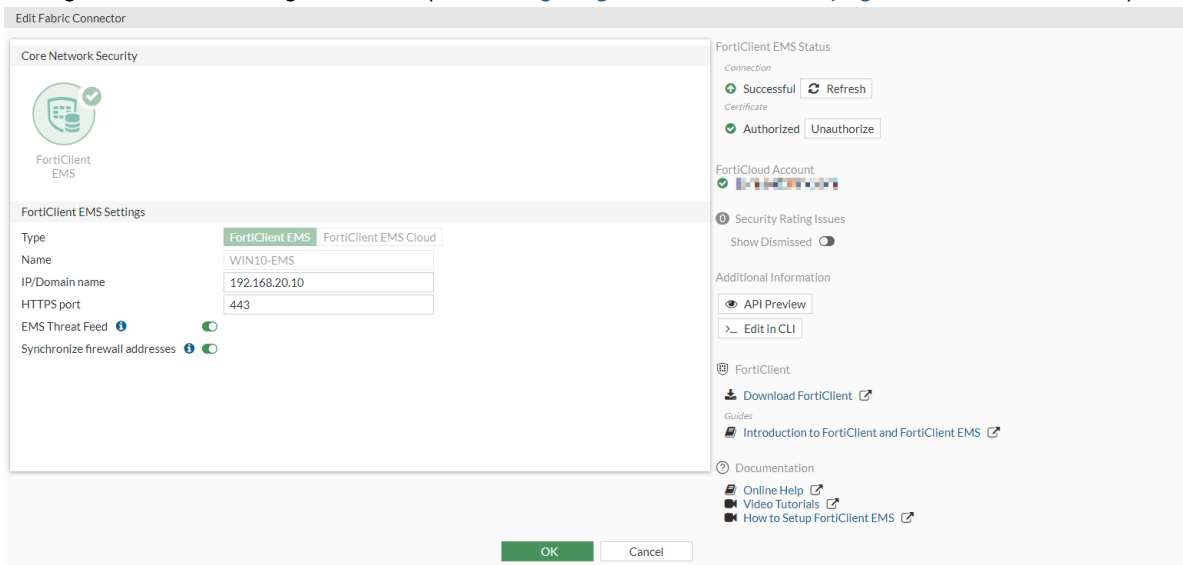 Edit Fabric Connector
Core Network Security
FortiClient
EMS
FortiClient EMS Settings
Type FortiClient EMS FortiClient EMS Cloud
Name WIN10-EMS
IP/Domain name 192.168.20.10
HTTPS port 443
EMS Threat Feed
Synchronize firewall addresses
OK Cancel
FortiClient EMS Status
Connection
Successful Refresh
Certificate
Authorized Unauthorize
FortiCloud Account
0 Security Rating Issues
Show Dismissed
Additional Information
API Preview
>_ Edit in CLI
FortiClient
Download FortiClient
Guides
Introduction to FortiClient and FortiClient EMS
Documentation
Online Help
Video Tutorials
How to Setup FortiClient EMS